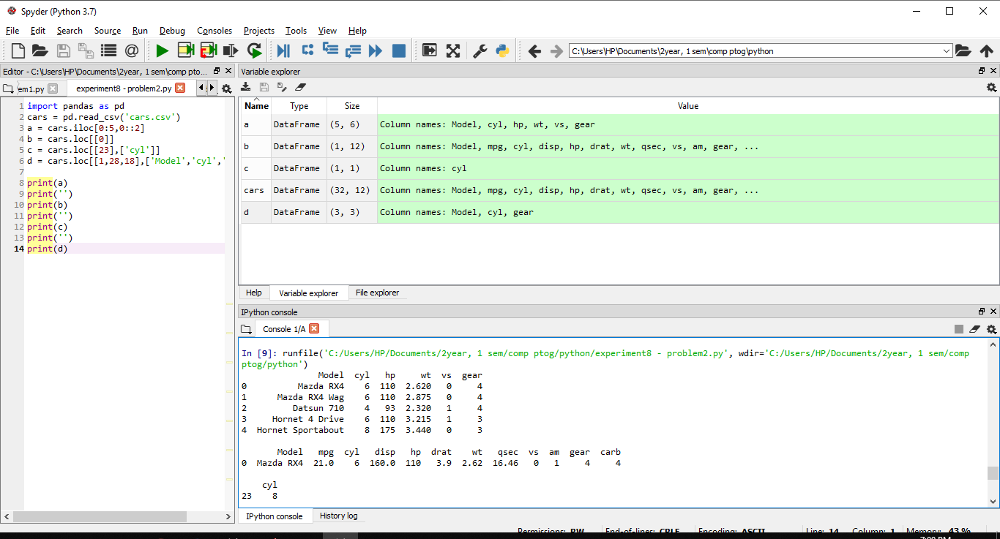 Spyder (Python 3.7)
File Edit Search Source Run Debug Consoles Projects Tools View Help
C:\Users\HP\Documents\2year, 1 sem\comp ptog\python
Editor - C:\Users\HP\Documents\2year, 1 sem\comp pto...
em1.py experiment8 - problem2.py
1 import pandas as pd
2 cars = pd.read_csv('cars.csv')
3 a = cars.iloc[0:5,0::2]
4 b = cars.loc[[0]]
5 c = cars.loc[[23],['cyl']]
6 d = cars.loc[[1,28,18],['Model','cyl','
7
8 print(a)
9 print('')
10 print(b)
11 print('')
12 print(c)
13 print('')
14 print(d)
Variable explorer
Name Type Size Value
a DataFrame (5, 6) Column names: Model, cyl, hp, wt, vs, gear
b DataFrame (1, 12) Column names: Model, mpg, cyl, disp, hp, drat, wt, qsec, vs, am, gear, ...
c DataFrame (1, 1) Column names: cyl
cars DataFrame (32, 12) Column names: Model, mpg, cyl, disp, hp, drat, wt, qsec, vs, am, gear, ...
d DataFrame (3, 3) Column names: Model, cyl, gear
Help Variable explorer File explorer
IPython console
Console 1/A
In [9]: runfile('C:/Users/HP/Documents/2year, 1 sem/comp ptog/python/experiment8 - problem2.py', wdir='C:/Users/HP/Documents/2year, 1 sem/comp
ptog/python')
Model cyl hp wt vs gear
0 Mazda RX4 6 110 2.620 0 4
1 Mazda RX4 Wag 6 110 2.875 0 4
2 Datsun 710 4 93 2.320 1 4
3 Hornet 4 Drive 6 110 3.215 1 3
4 Hornet Sportabout 8 175 3.440 0 3
Model mpg cyl disp hp drat wt qsec vs am gear carb
0 Mazda RX4 21.0 6 160.0 110 3.9 2.62 16.46 0 1 4 4
cyl
23 8
IPython console History log
Permissions: RW End-of-lines: CRLF Encoding: ASCII Line: 14 Column: 1 Memory: 43 %